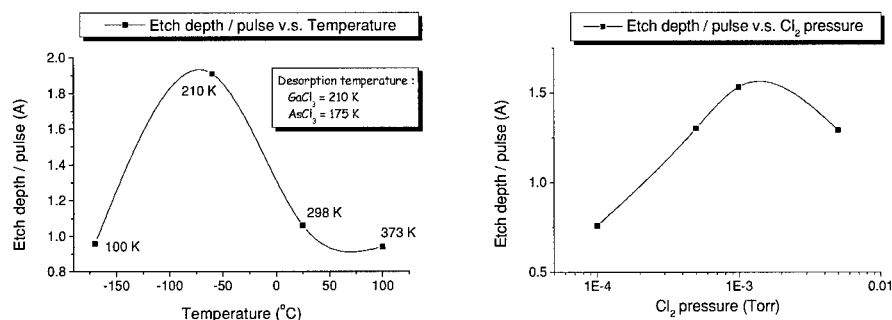 Etch depth / pulse v.s. Temperature
Etch depth / pulse (A)
2.0
1.8
1.6
1.4
1.2
1.0
0.8
210 K
Desorption temperature :
GaCl₃ = 210 K
AsCl₃ = 175 K
298 K
373 K
100 K
-150 -100 -50 0 50 100
Temperature (°C)
Etch depth / pulse v.s. Cl₂ pressure
Etch depth / pulse (A)
1.5
1.0
0.5
1E-4 1E-3 0.01
Cl₂ pressure (Torr)